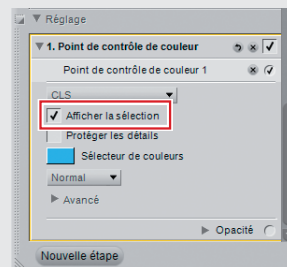 Réglage
1. Point de contrôle de couleur
Point de contrôle de couleur 1
CLS
Afficher la sélection
Protéger les détails
Sélecteur de couleurs
Normal
Avancé
Opacité
Nouvelle étape